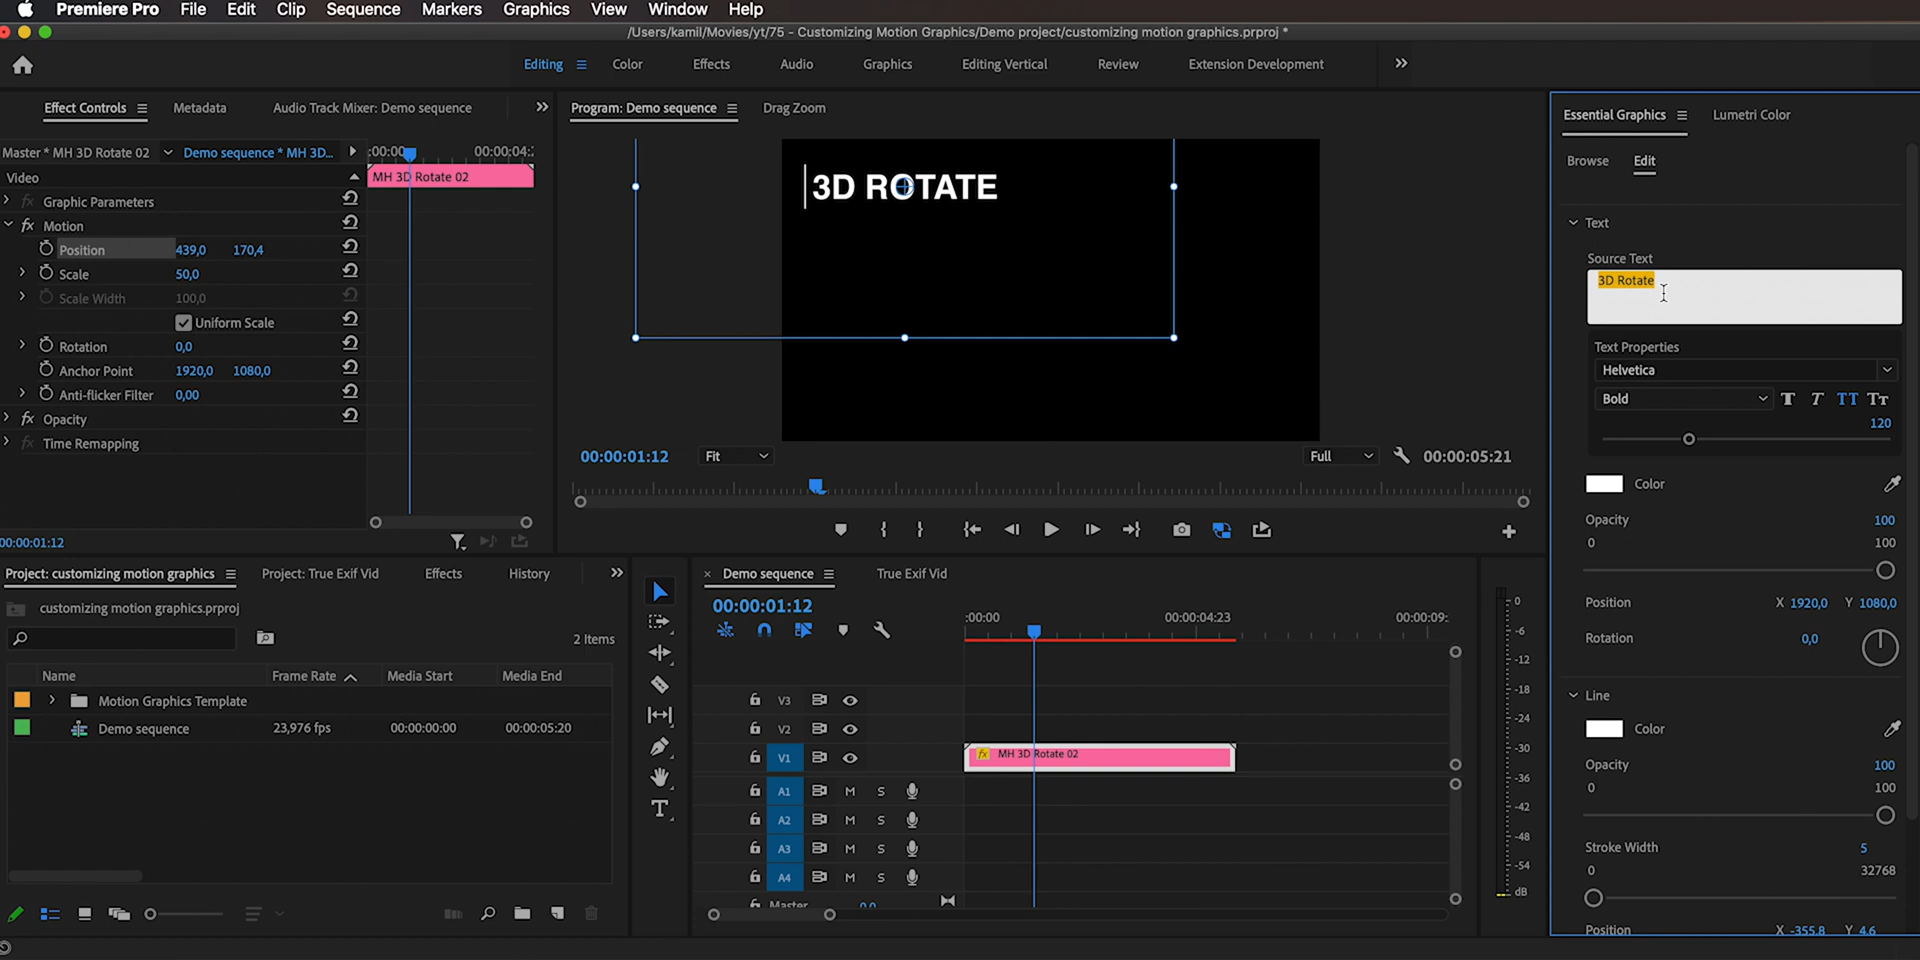 Premiere Pro File Edit Clip Sequence Markers Graphics View Window Help
/Users/kamil/Movies/yt/75 - Customizing Motion Graphics/Demo project/customizing motion graphics.prproj *
Editing Color Effects Audio Graphics Editing Vertical Review Extension Development
Effect Controls Metadata Audio Track Mixer: Demo sequence
Master * MH 3D Rotate 02 Demo sequence * MH 3D... :00:00 00:00:04:
Video MH 3D Rotate 02
Graphic Parameters
fx Motion
Position 439,0 170,4
Scale 50,0
Scale Width 100,0
Uniform Scale
Rotation 0,0
Anchor Point 1920,0 1080,0
Anti-flicker Filter 0,00
fx Opacity
fx Time Remapping
00:00:01:12
Program: Demo sequence Drag Zoom
3D ROTATE
00:00:01:12 Fit Full 00:00:05:21
Essential Graphics Lumetri Color
Browse Edit
Text
Source Text
3D Rotate
Text Properties
Helvetica
Bold T T TT TT
120
Color
Opacity 100
0 100
Position X 1920,0 Y 1080,0
Rotation 0,0
Line
Color
Opacity 100
0 100
Stroke Width 5
0 32768
Position X -355,8 Y 4,6
Project: customizing motion graphics Project: True Exif Vid Effects History
customizing motion graphics.prproj
2 Items
Name Frame Rate Media Start Media End
Motion Graphics Template
Demo sequence 23,976 fps 00:00:00:00 00:00:05:20
T
× Demo sequence True Exif Vid
00:00:01:12
:00:00 00:00:04:23 00:00:09:
V3
V2
V1 fx MH 3D Rotate 02
A1 M S
A2 M S
A3 M S
A4 M S
Master 0,0
0
-6
-12
-18
-24
-30
-36
-42
-48
-54
dB